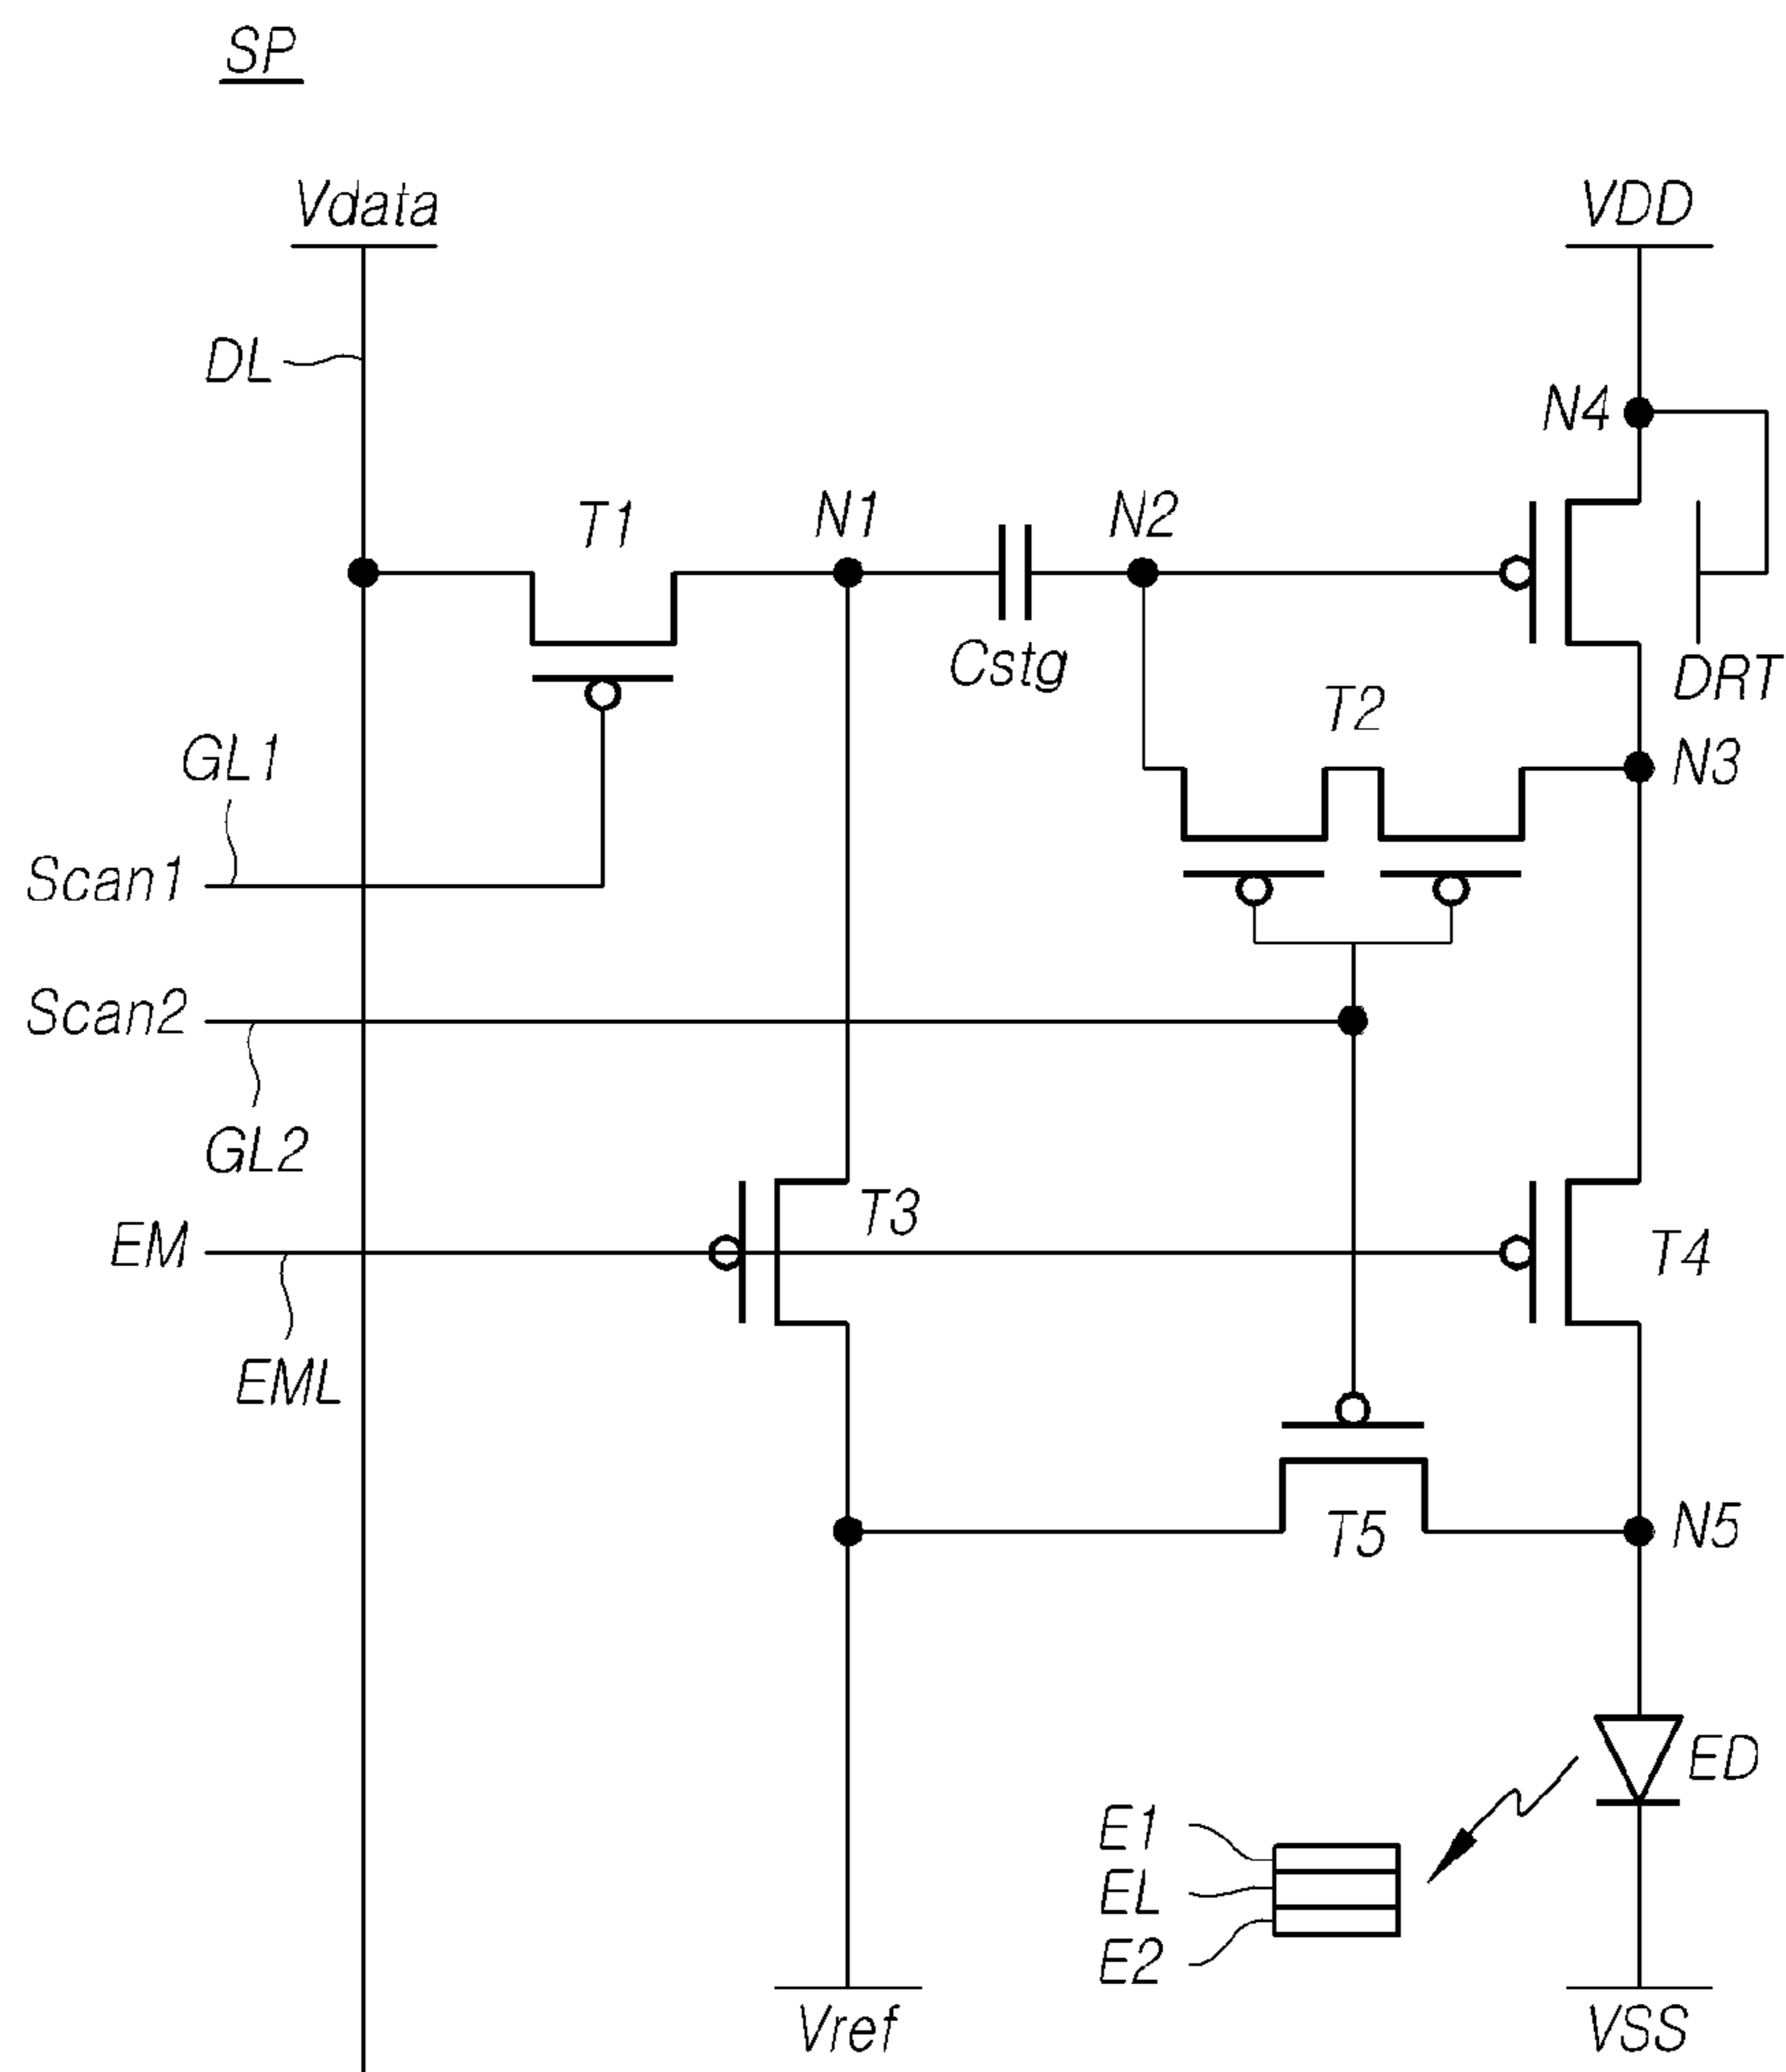 SP
Vdata
VDD
DL
N4
T1
N1
N2
Cstg
DRT
T2
GL1
N3
Scan1
Scan2
GL2
T3
EM
T4
EML
T5
N5
ED
E1
EL
E2
Vref
VSS